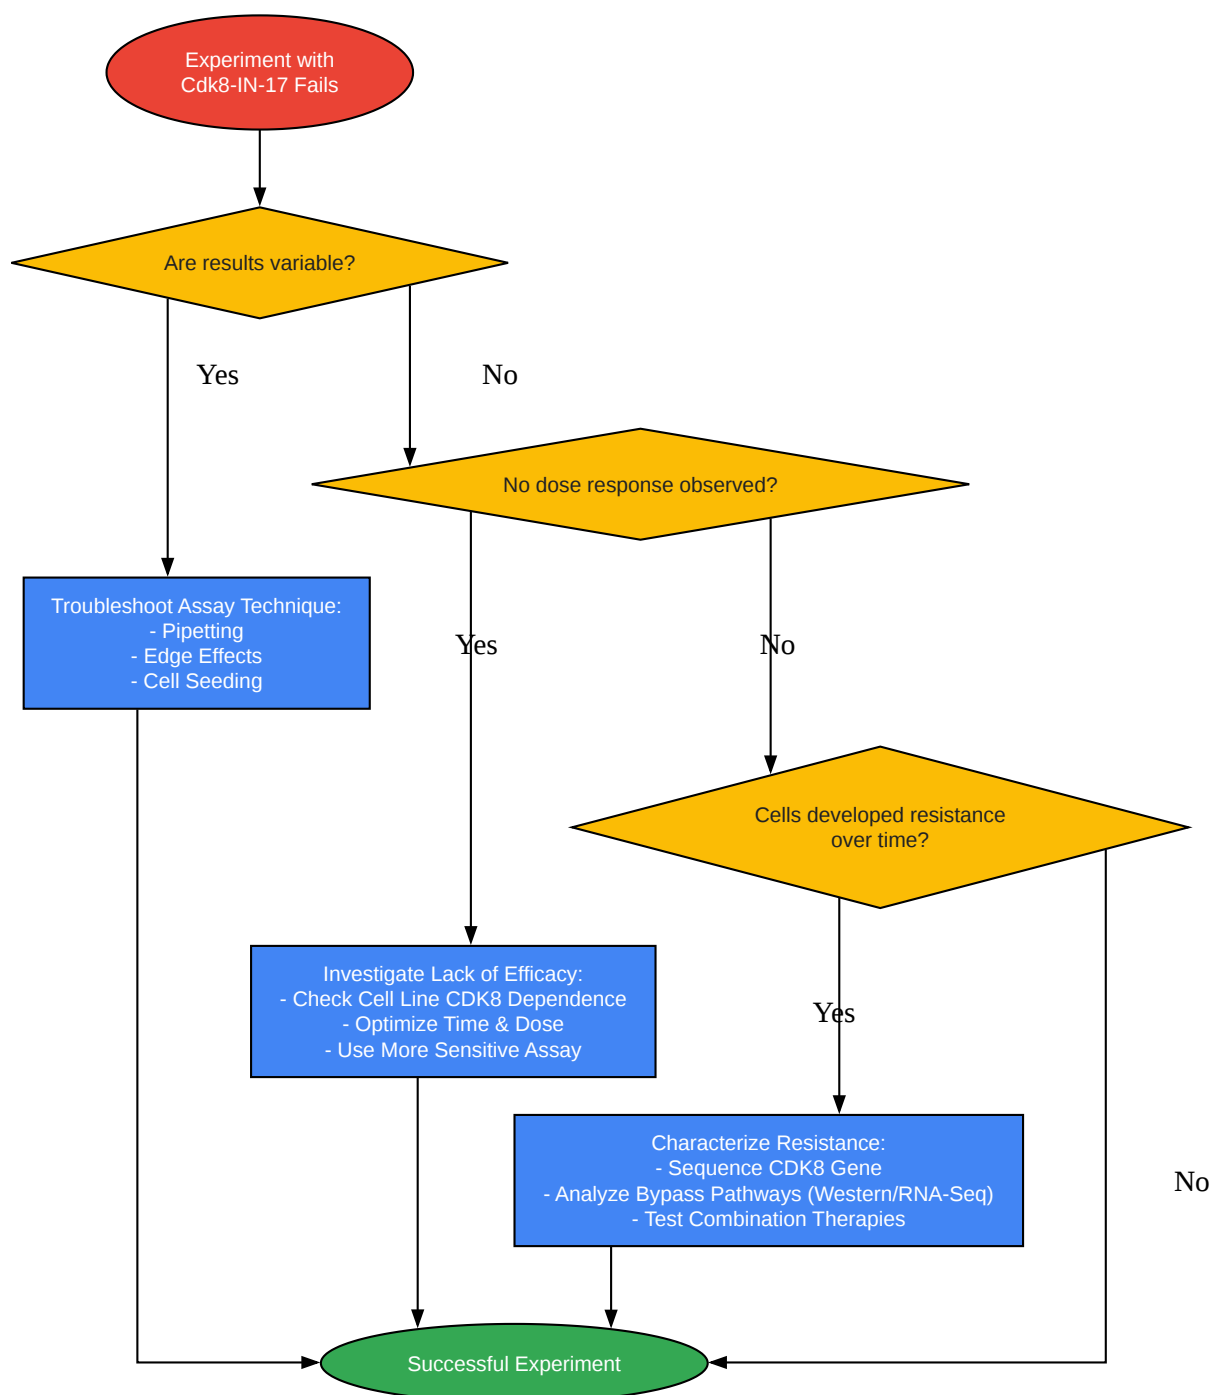 Experiment with
Cdk8-IN-17 Fails
Are results variable?
Yes
No
No dose response observed?
Troubleshoot Assay Technique:
- Pipetting
- Edge Effects
- Cell Seeding
Yes
No
Cells developed resistance
over time?
Investigate Lack of Efficacy:
- Check Cell Line CDK8 Dependence
- Optimize Time & Dose
- Use More Sensitive Assay
Yes
Characterize Resistance:
- Sequence CDK8 Gene
- Analyze Bypass Pathways (Western/RNA-Seq)
- Test Combination Therapies
No
Successful Experiment